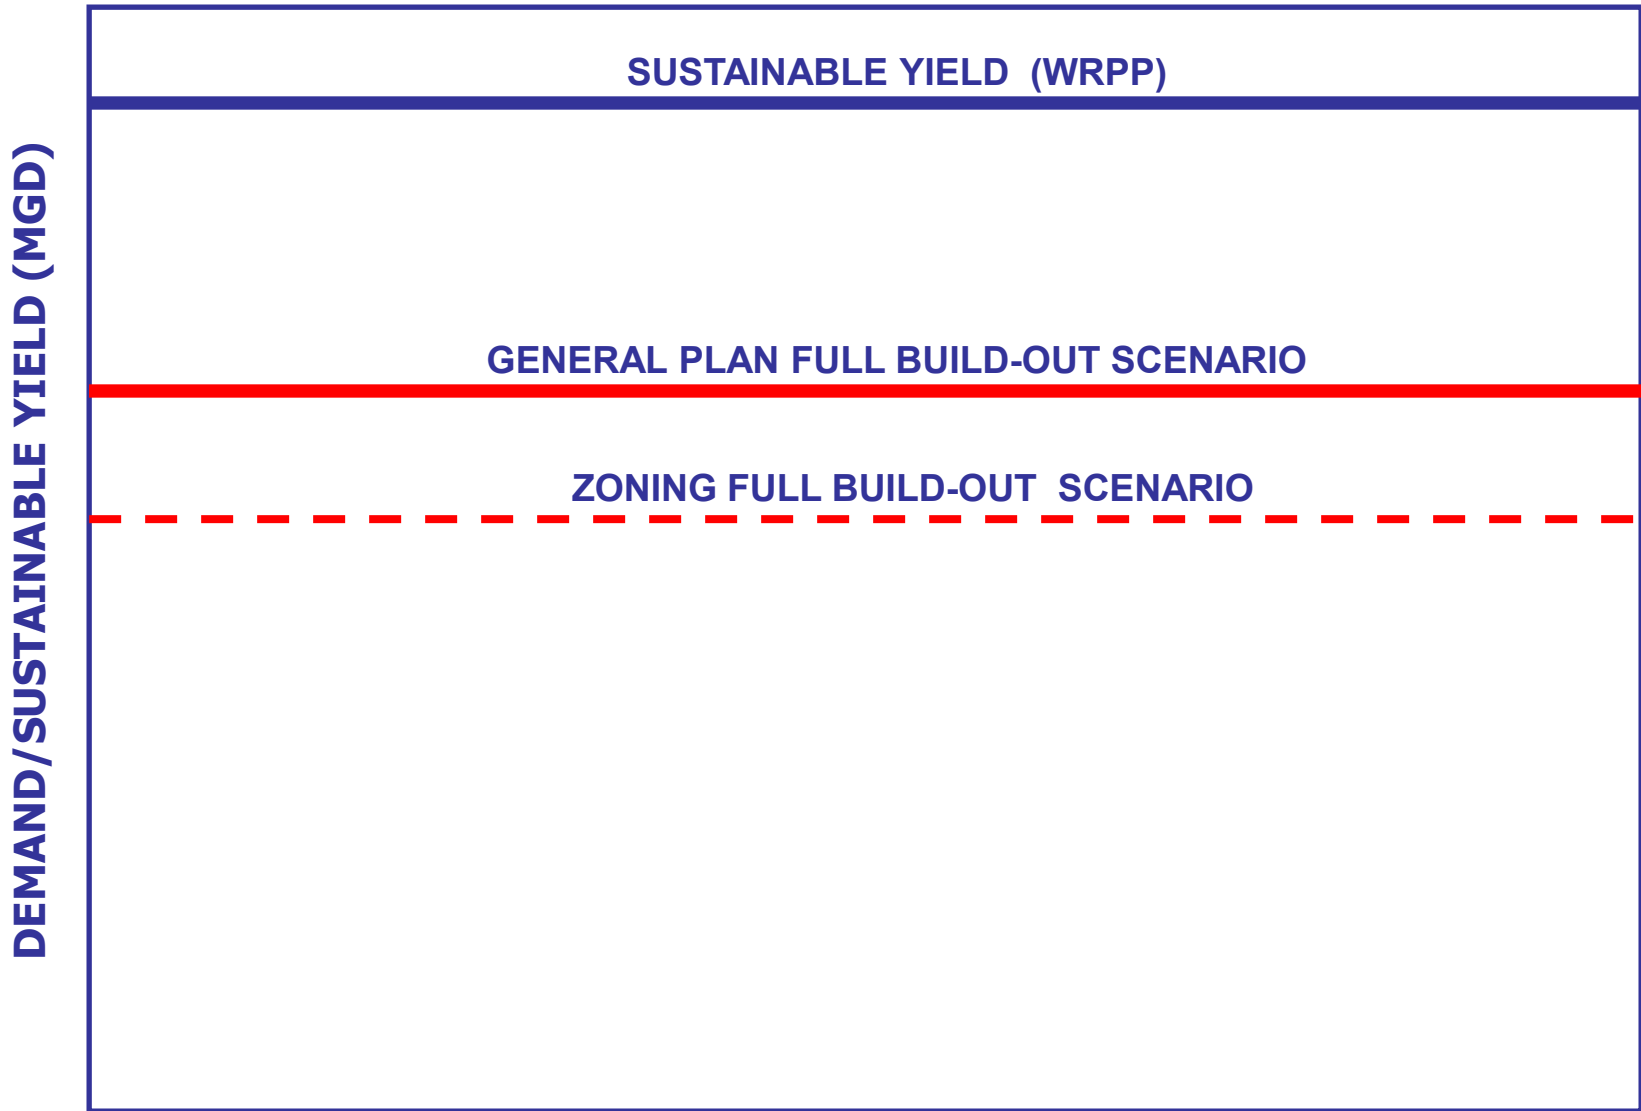 DEMAND/SUSTAINABLE YIELD (MGD)
SUSTAINABLE YIELD  (WRPP)
GENERAL PLAN FULL BUILD-OUT SCENARIO
ZONING FULL BUILD-OUT  SCENARIO